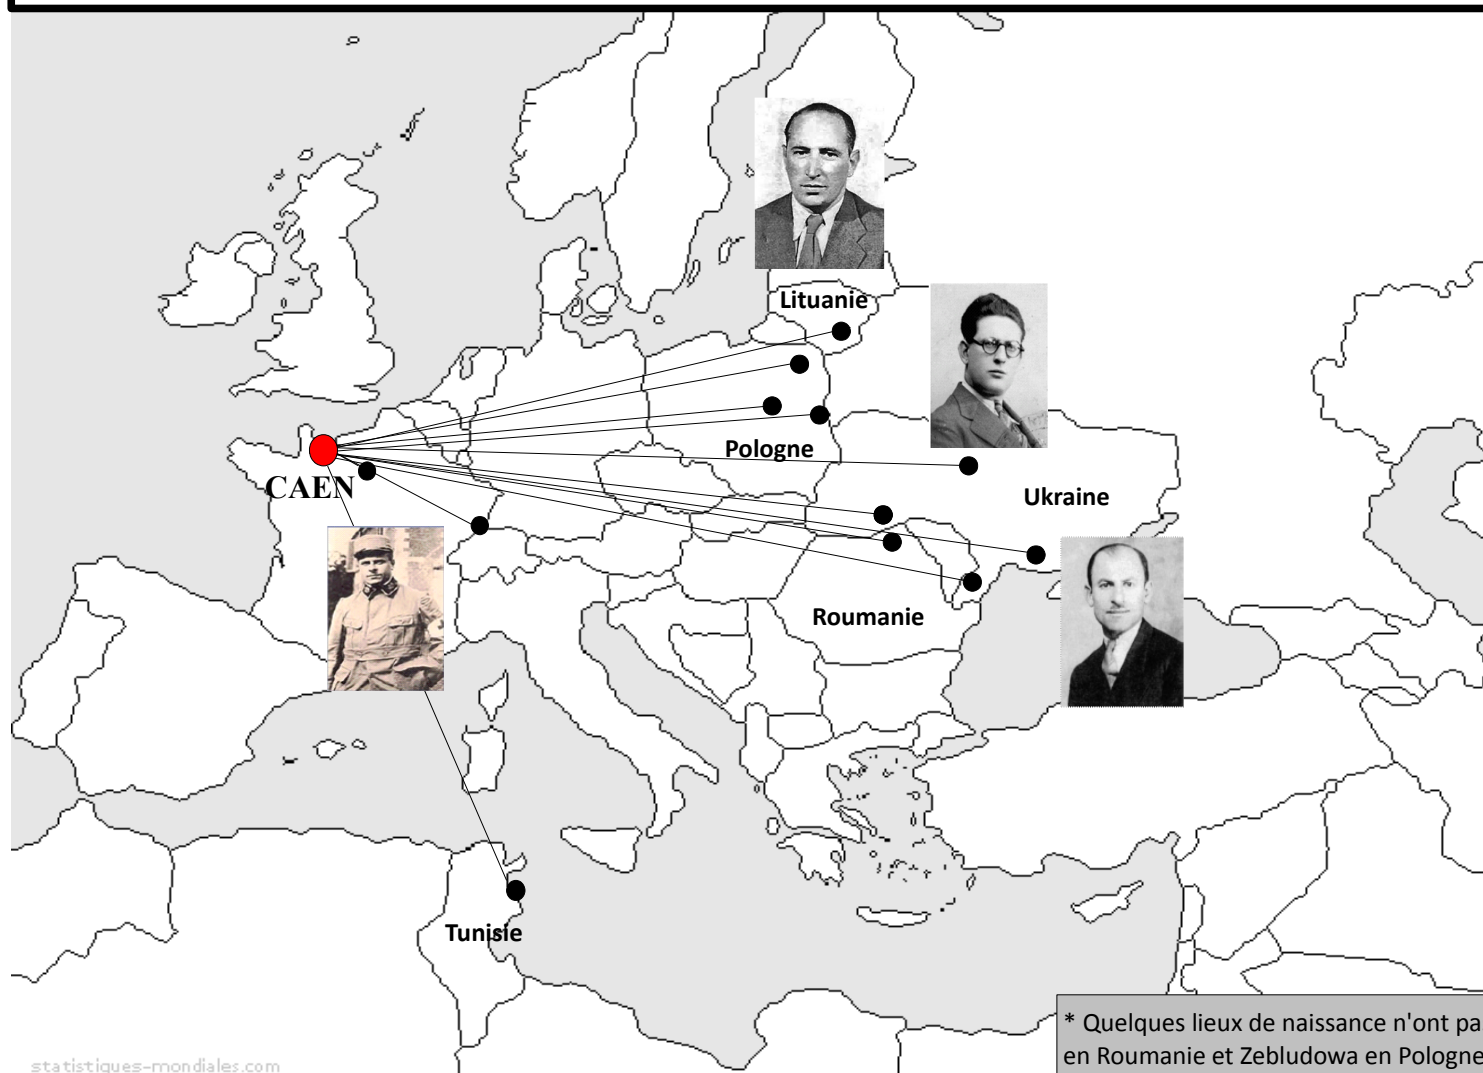 Lituanie
Pologne
CAEN
Ukraine
Roumanie
Tunisie
* Quelques lieux de naissance n'ont pa
en Roumanie et Zebludowa en Pologne
statistiques-mondiales.com